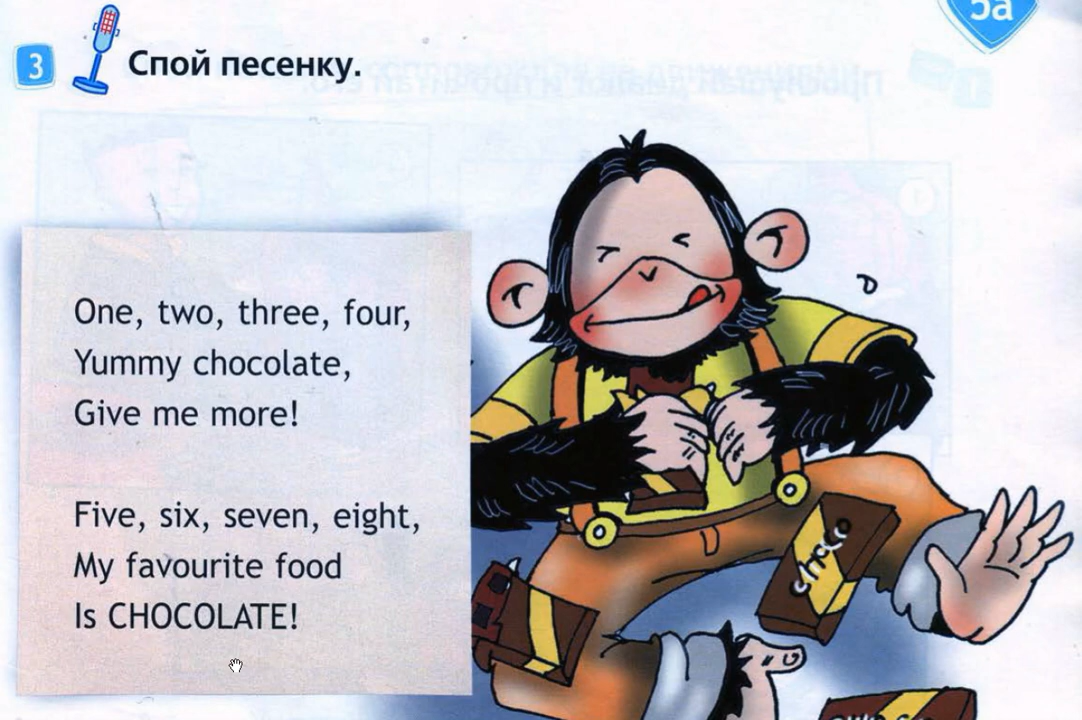 5a
3 Спой песенку.
One, two, three, four,
Yummy chocolate,
Give me more!
Five, six, seven, eight,
My favourite food
Is CHOCOLATE!
choco